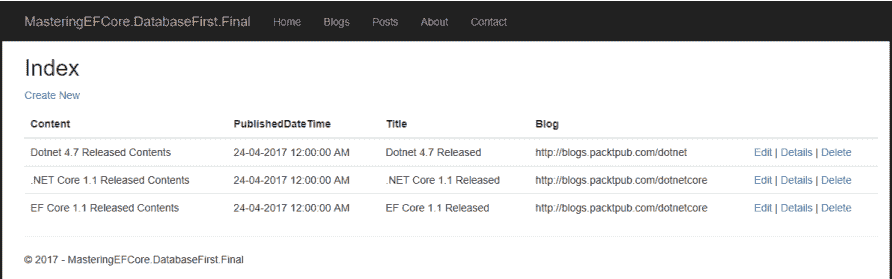 MasteringEFCore.DatabaseFirst.Final Home Blogs Posts About Contact
Index
Create New
Content PublishedDateTime Title Blog
Dotnet 4.7 Released Contents 24-04-2017 12:00:00 AM Dotnet 4.7 Released http://blogs.packtpub.com/dotnet Edit | Details | Delete
.NET Core 1.1 Released Contents 24-04-2017 12:00:00 AM .NET Core 1.1 Released http://blogs.packtpub.com/dotnetcore Edit | Details | Delete
EF Core 1.1 Released Contents 24-04-2017 12:00:00 AM EF Core 1.1 Released http://blogs.packtpub.com/dotnetcore Edit | Details | Delete
© 2017 - MasteringEFCore.DatabaseFirst.Final